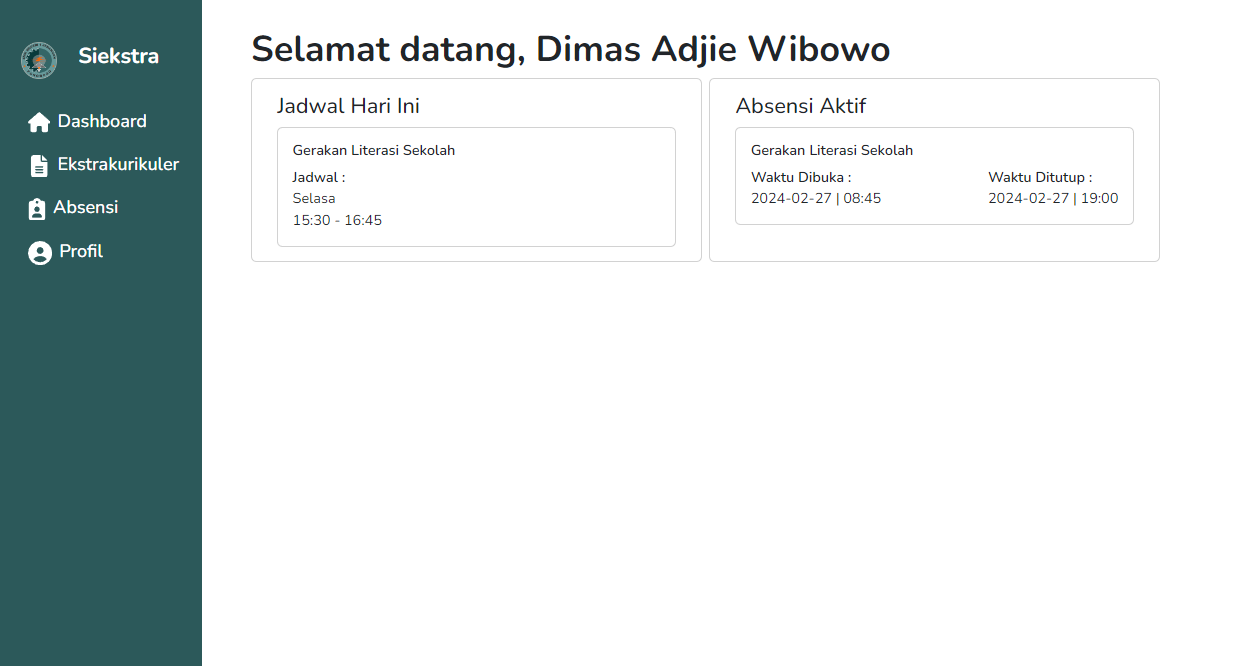 Siekstra
Dashboard
Ekstrakurikuler
Absensi
Profil
Selamat datang, Dimas Adjie Wibowo
Jadwal Hari Ini
Gerakan Literasi Sekolah
Jadwal :
Selasa
15:30 - 16:45
Absensi Aktif
Gerakan Literasi Sekolah
Waktu Dibuka :
2024-02-27 | 08:45
Waktu Ditutup :
2024-02-27 | 19:00